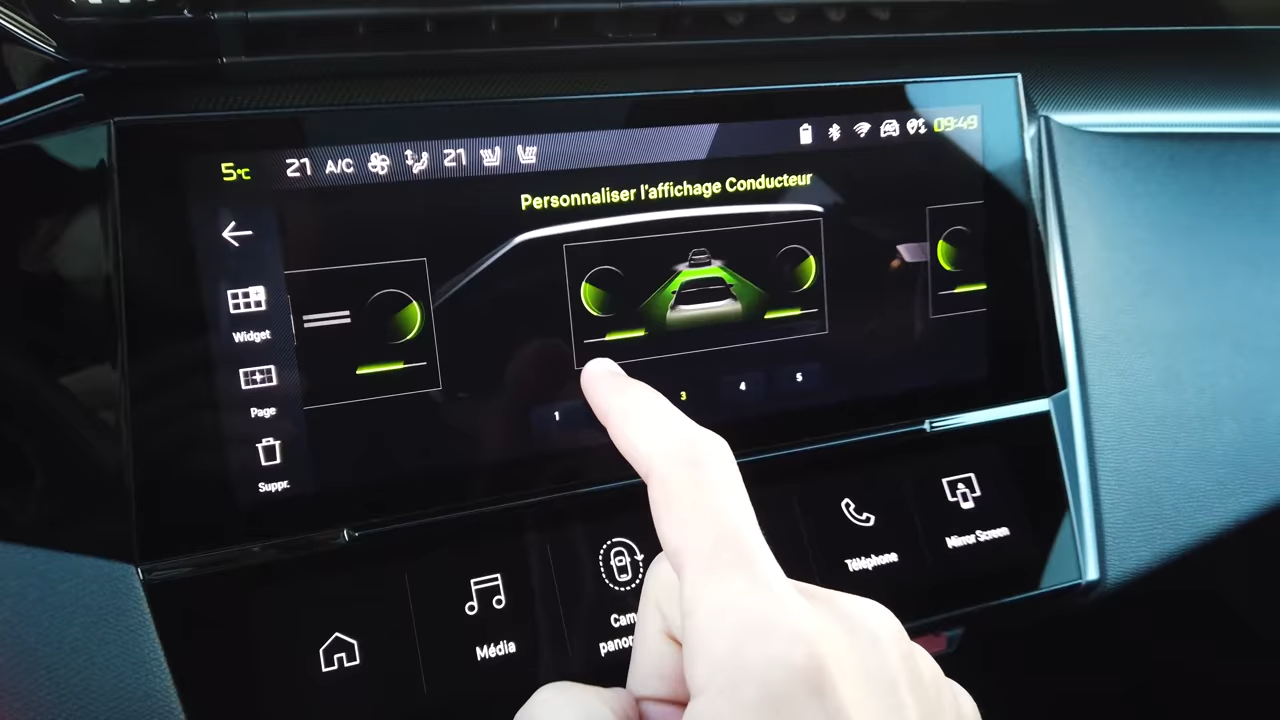 5°C 21 A/C 21 09:49
Personnaliser l'affichage Conducteur
Widget
Page
Suppr.
1 3 4 5
Média
Téléphone
Mirror Screen